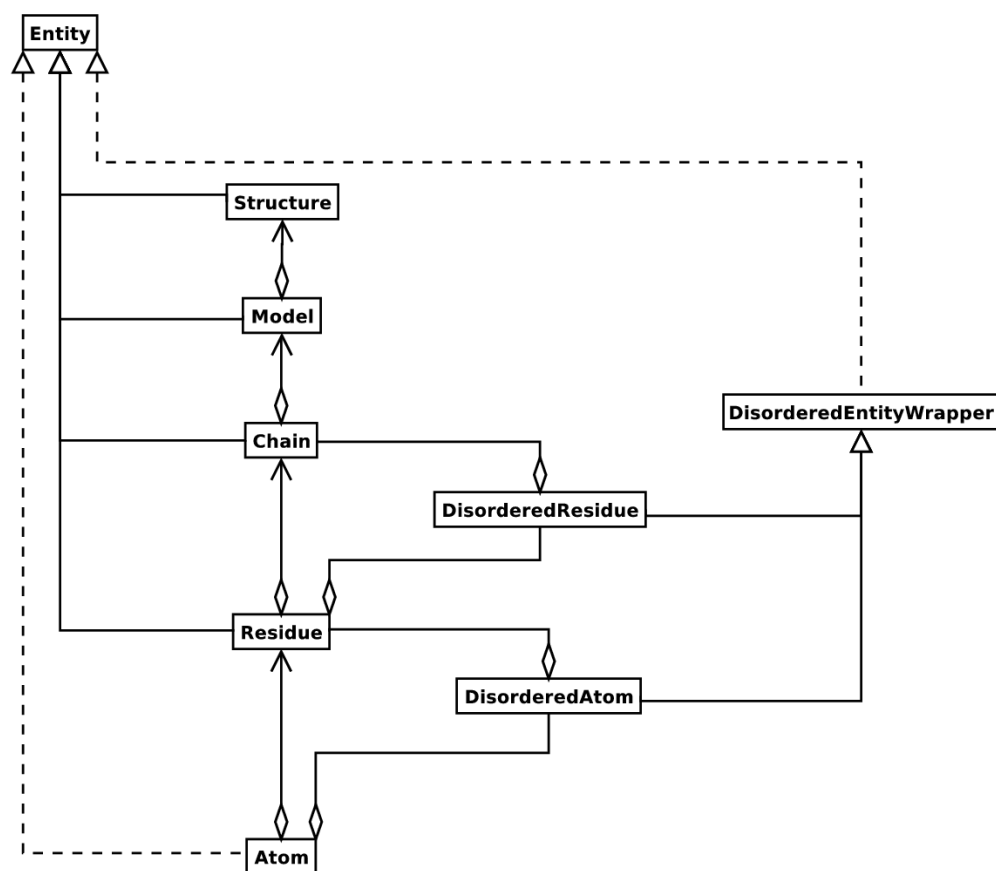 Entity
Structure
Model
DisorderedEntityWrapper
Chain
DisorderedResidue
Residue
DisorderedAtom
Atom